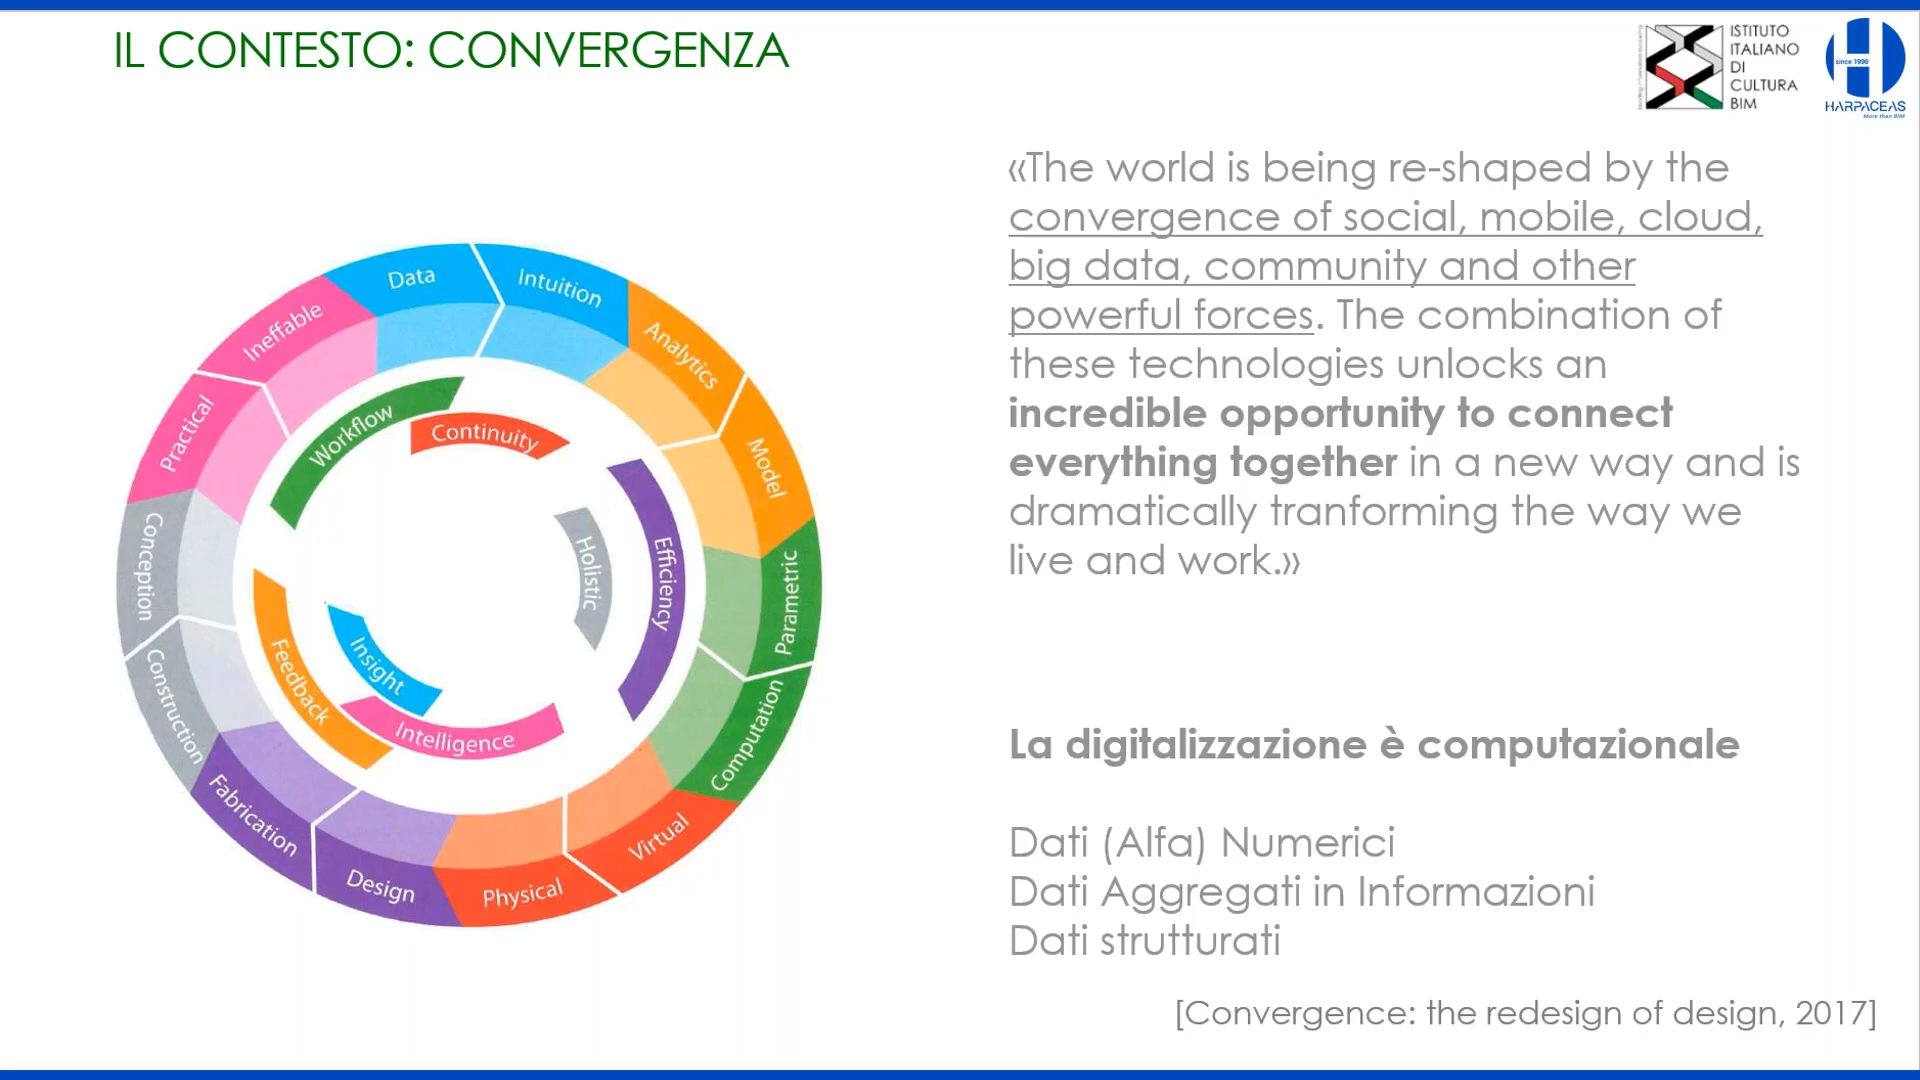 IL CONTESTO: CONVERGENZA
ISTITUTO
ITALIANO
DI
CULTURA
BIM
since 1990
HARPACEAS
More than BIM
«The world is being re-shaped by the
convergence of social, mobile, cloud,
big data, community and other
powerful forces. The combination of
these technologies unlocks an
incredible opportunity to connect
everything together in a new way and is
dramatically tranforming the way we
live and work.»
La digitalizzazione è computazionale
Dati (Alfa) Numerici
Dati Aggregati in Informazioni
Dati strutturati
[Convergence: the redesign of design, 2017]
Data
Intuition
Analytics
Model
Parametric
Computation
Virtual
Physical
Design
Fabrication
Construction
Conception
Practical
Ineffable
Workflow
Continuity
Efficiency
Holistic
Insight
Feedback
Intelligence